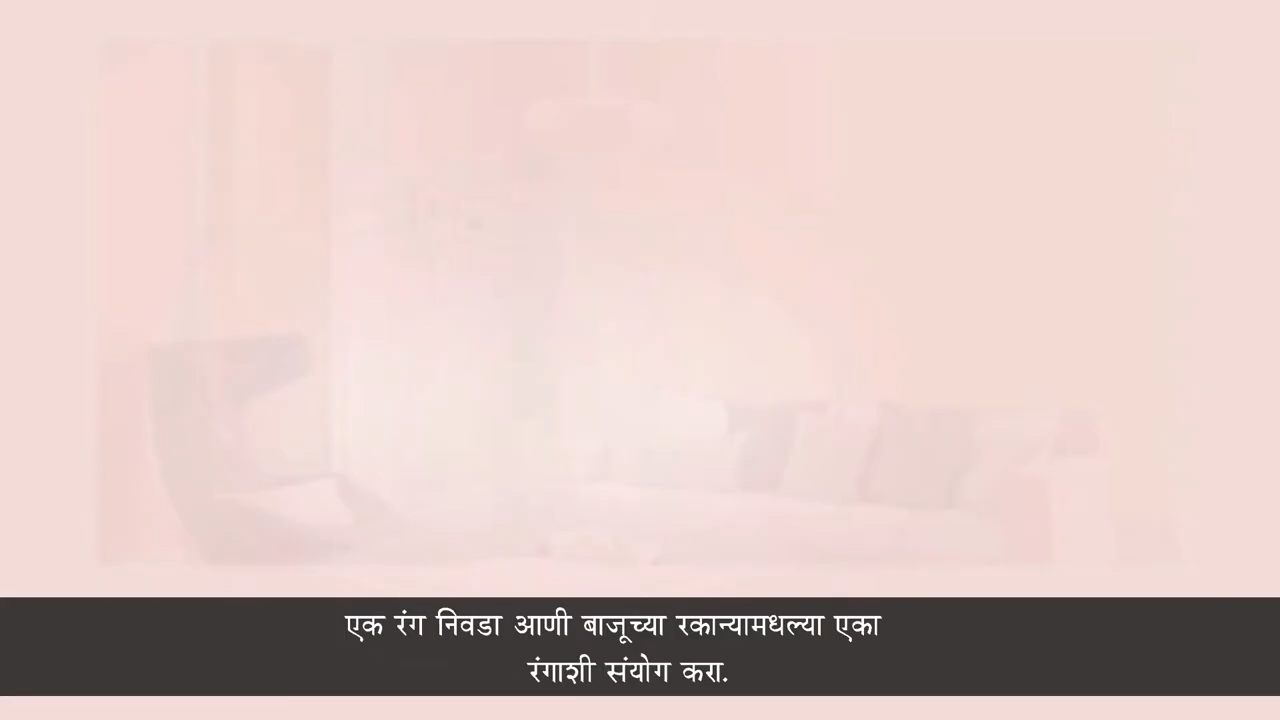 एक रंग निवडा आणी बाजूच्या रकान्यामधल्या एका
रंगाशी संयोग करा.